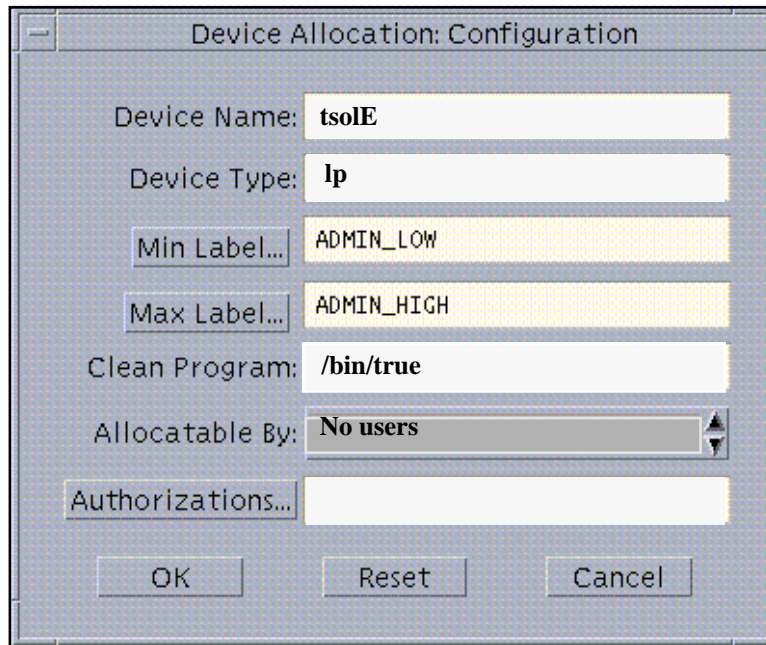 Device Allocation: Configuration
Device Name: tsolE
Device Type: lp
Min Label... ADMIN_LOW
Max Label... ADMIN_HIGH
Clean Program: /bin/true
Allocatable By: No users
Authorizations...
OK Reset Cancel